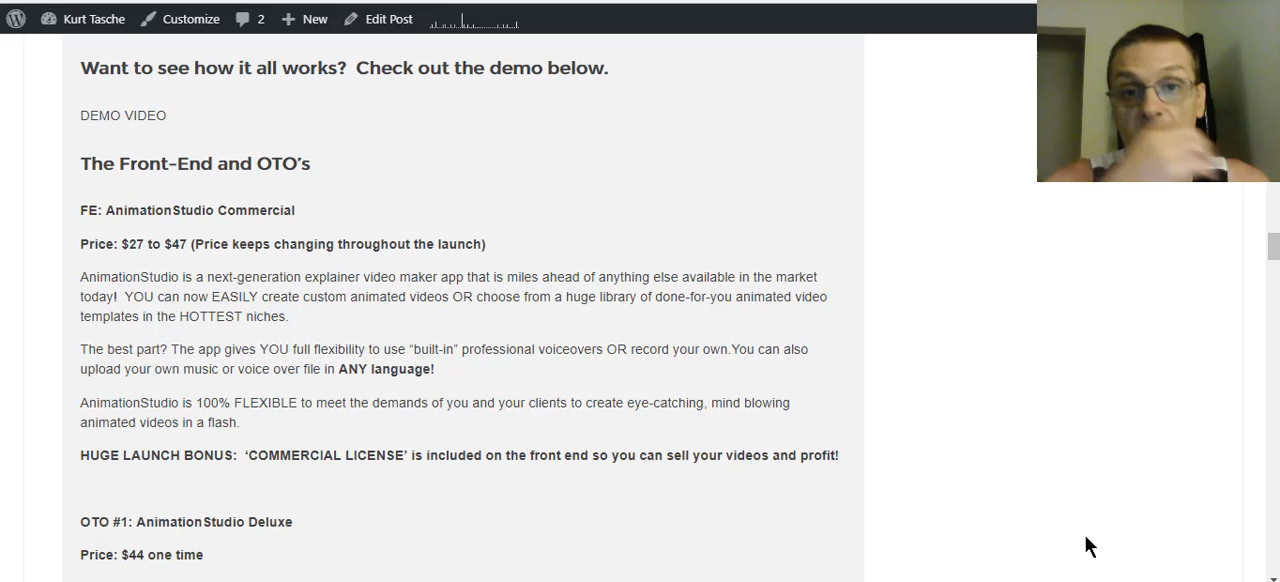 Kurt Tasche Customize 2 New Edit Post
Want to see how it all works? Check out the demo below.
DEMO VIDEO
The Front-End and OTO's
FE: AnimationStudio Commercial
Price: $27 to $47 (Price keeps changing throughout the launch)
AnimationStudio is a next-generation explainer video maker app that is miles ahead of anything else available in the market
today! YOU can now EASILY create custom animated videos OR choose from a huge library of done-for-you animated video
templates in the HOTTEST niches.
The best part? The app gives YOU full flexibility to use “built-in” professional voiceovers OR record your own.You can also
upload your own music or voice over file in ANY language!
AnimationStudio is 100% FLEXIBLE to meet the demands of you and your clients to create eye-catching, mind blowing
animated videos in a flash.
HUGE LAUNCH BONUS: ‘COMMERCIAL LICENSE’ is included on the front end so you can sell your videos and profit!
OTO #1: AnimationStudio Deluxe
Price: $44 one time